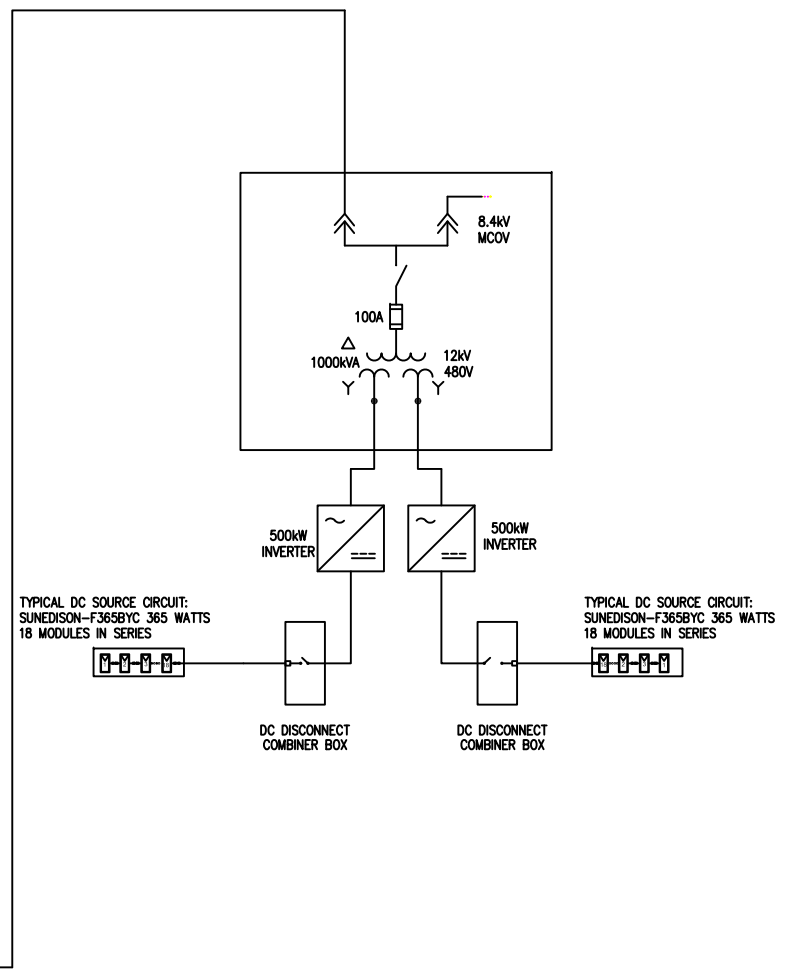 8.4kV
MCOV
100A
1000kVA
12kV
480V
500kW
INVERTER
500kW
INVERTER
TYPICAL DC SOURCE CIRCUIT:
SUNEDISON-F365BYC 365 WATTS
18 MODULES IN SERIES
TYPICAL DC SOURCE CIRCUIT:
SUNEDISON-F365BYC 365 WATTS
18 MODULES IN SERIES
DC DISCONNECT
COMBINER BOX
DC DISCONNECT
COMBINER BOX